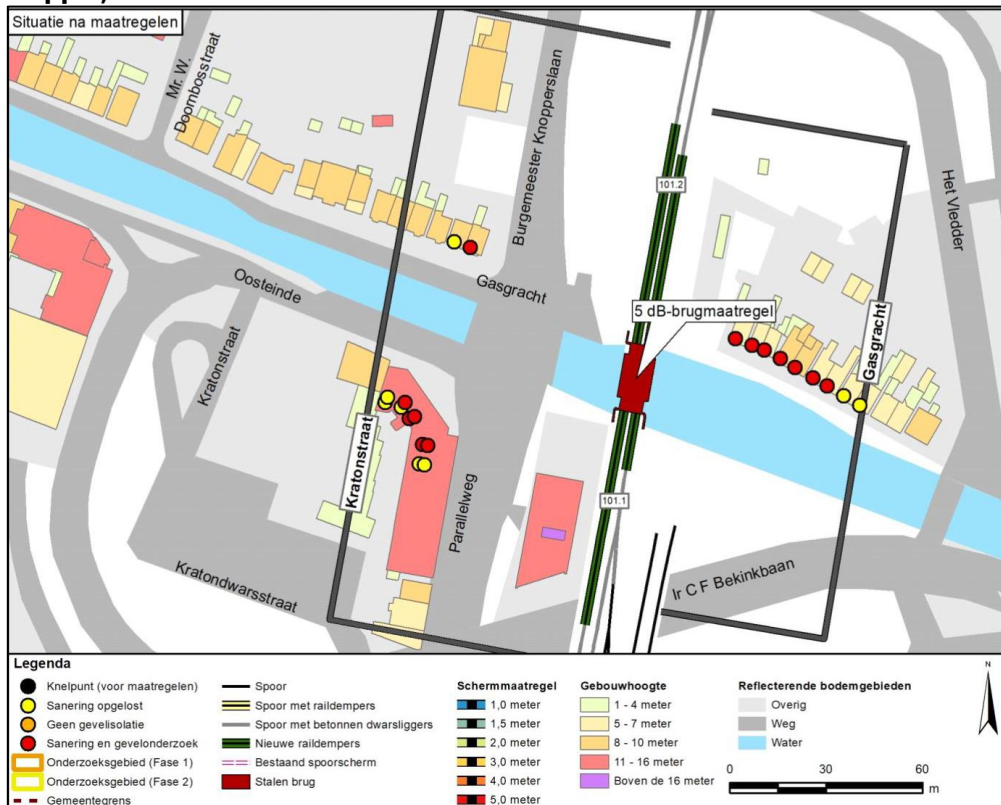 Situatie na maatregelen
Mr. W.
Doornbosstraat
Burgemeester Knopperslaan
101.2
Het Vledder
Gasgracht
Oosteinde
5 dB-brugmaatregel
Kratonstraat
Gasgracht
Kratonstraat
Parallelweg
101.1
Kratondwarsstraat
Ir C F Bekinkbaan
Legenda
Knelpunt (voor maatregelen)
Sanering opgelost
Geen gevelisolatie
Sanering en gevelonderzoek
Onderzoeksgebied (Fase 1)
Onderzoeksgebied (Fase 2)
Gemeentegrens
Spoor
Spoor met raildempers
Spoor met betonnen dwarsliggers
Nieuwe raildempers
Bestaand spoorscherm
Stalen brug
Schermmaatregel
1,0 meter
1,5 meter
2,0 meter
3,0 meter
4,0 meter
5,0 meter
Gebouwhoogte
1 - 4 meter
5 - 7 meter
8 - 10 meter
11 - 16 meter
Boven de 16 meter
Reflecterende bodemgebieden
Overig
Weg
Water
N
0 30 60
m